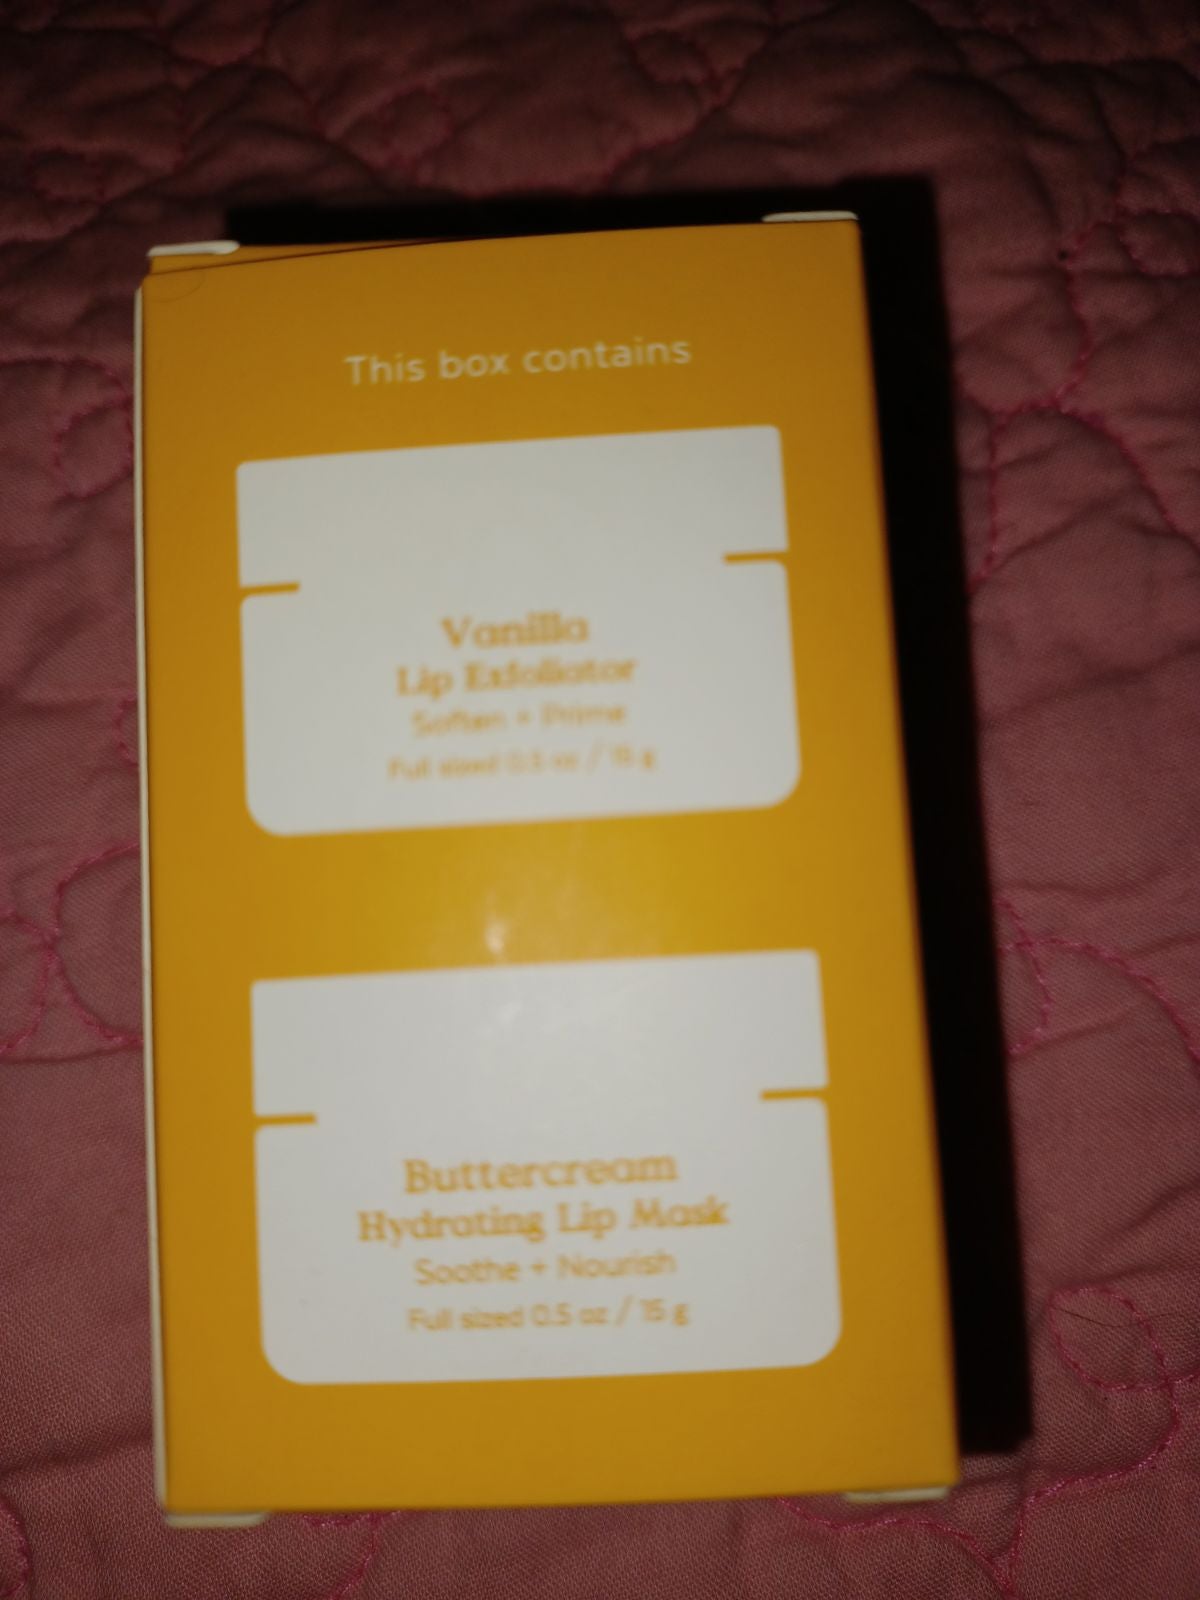 This box contains
Vanilla
Lip Exfoliator
Soften + Prime
Full sized 0.5 oz / 15 g
Buttercream
Hydrating Lip Mask
Soothe + Nourish
Full sized 0.5 oz / 15 g